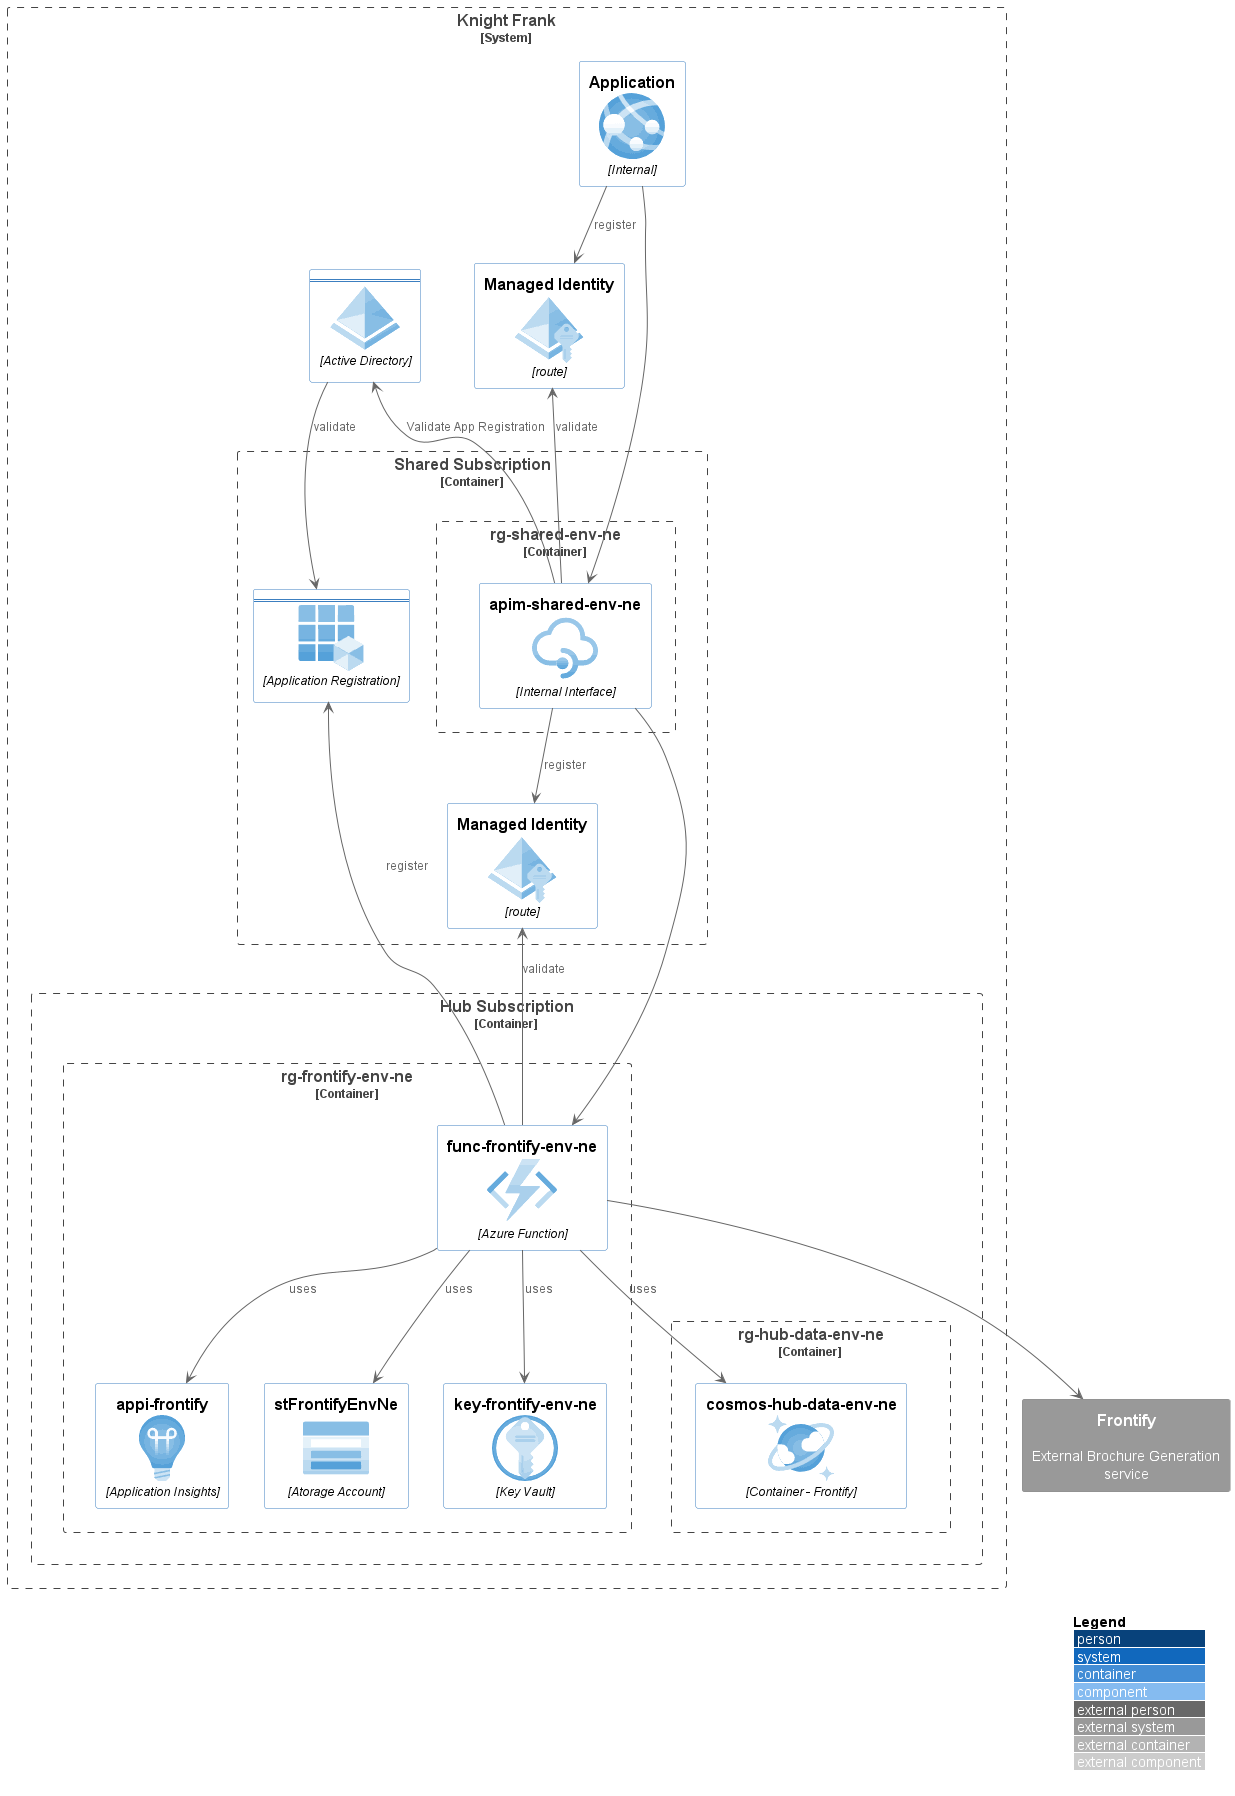 Knight Frank
[System]
Application
[Internal]
register
Managed Identity
[route]
[Active Directory]
validate
Validate App Registration
validate
Shared Subscription
[Container]
rg-shared-env-ne
[Container]
apim-shared-env-ne
[Internal Interface]
[Application Registration]
register
Managed Identity
[route]
register
validate
Hub Subscription
[Container]
rg-frontify-env-ne
[Container]
func-frontify-env-ne
[Azure Function]
uses
uses
uses
uses
rg-hub-data-env-ne
[Container]
appi-frontify
[Application Insights]
stFrontifyEnvNe
[Atorage Account]
key-frontify-env-ne
[Key Vault]
cosmos-hub-data-env-ne
[Container - Frontify]
Frontify
External Brochure Generation
service
Legend
person
system
container
component
external person
external system
external container
external component